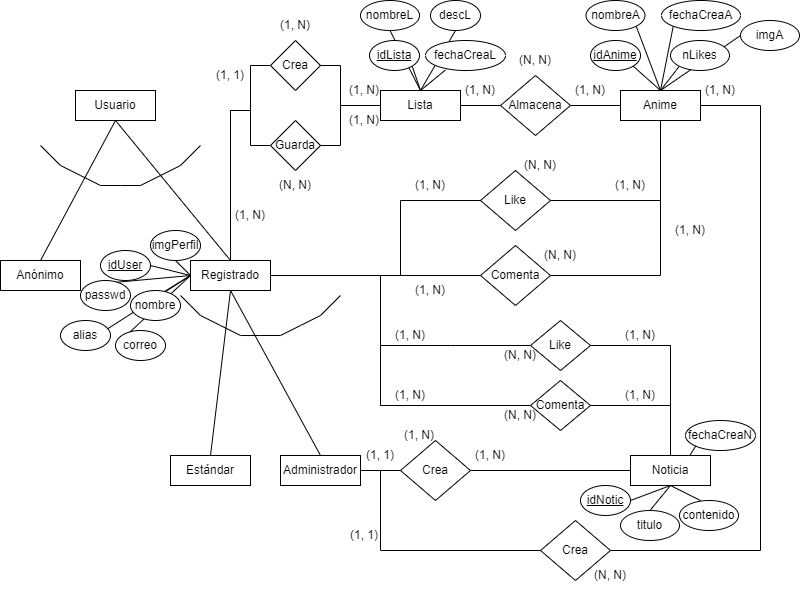 nombreL
descL
nombreA
fechaCreaA
imgA
(1, N)
idLista
fechaCreaL
idAnime
nLikes
(N, N)
Crea
(1, 1)
(1, N)
(1, N)
(1, N)
(1, N)
Usuario
Lista
Almacena
Anime
(1, N)
Guarda
(N, N)
(N, N)
(1, N)
(1, N)
Like
(1, N)
(1, N)
imgPerfil
idUser
(N, N)
Anónimo
Registrado
Comenta
passwd
nombre
(1, N)
alias
correo
(1, N)
Like
(1, N)
(N, N)
(1, N)
Comenta
(1, N)
(N, N)
(1, N)
fechaCreaN
(1, 1)
(1, N)
Estándar
Administrador
Crea
Noticia
idNotic
titulo
contenido
(1, 1)
Crea
(N, N)